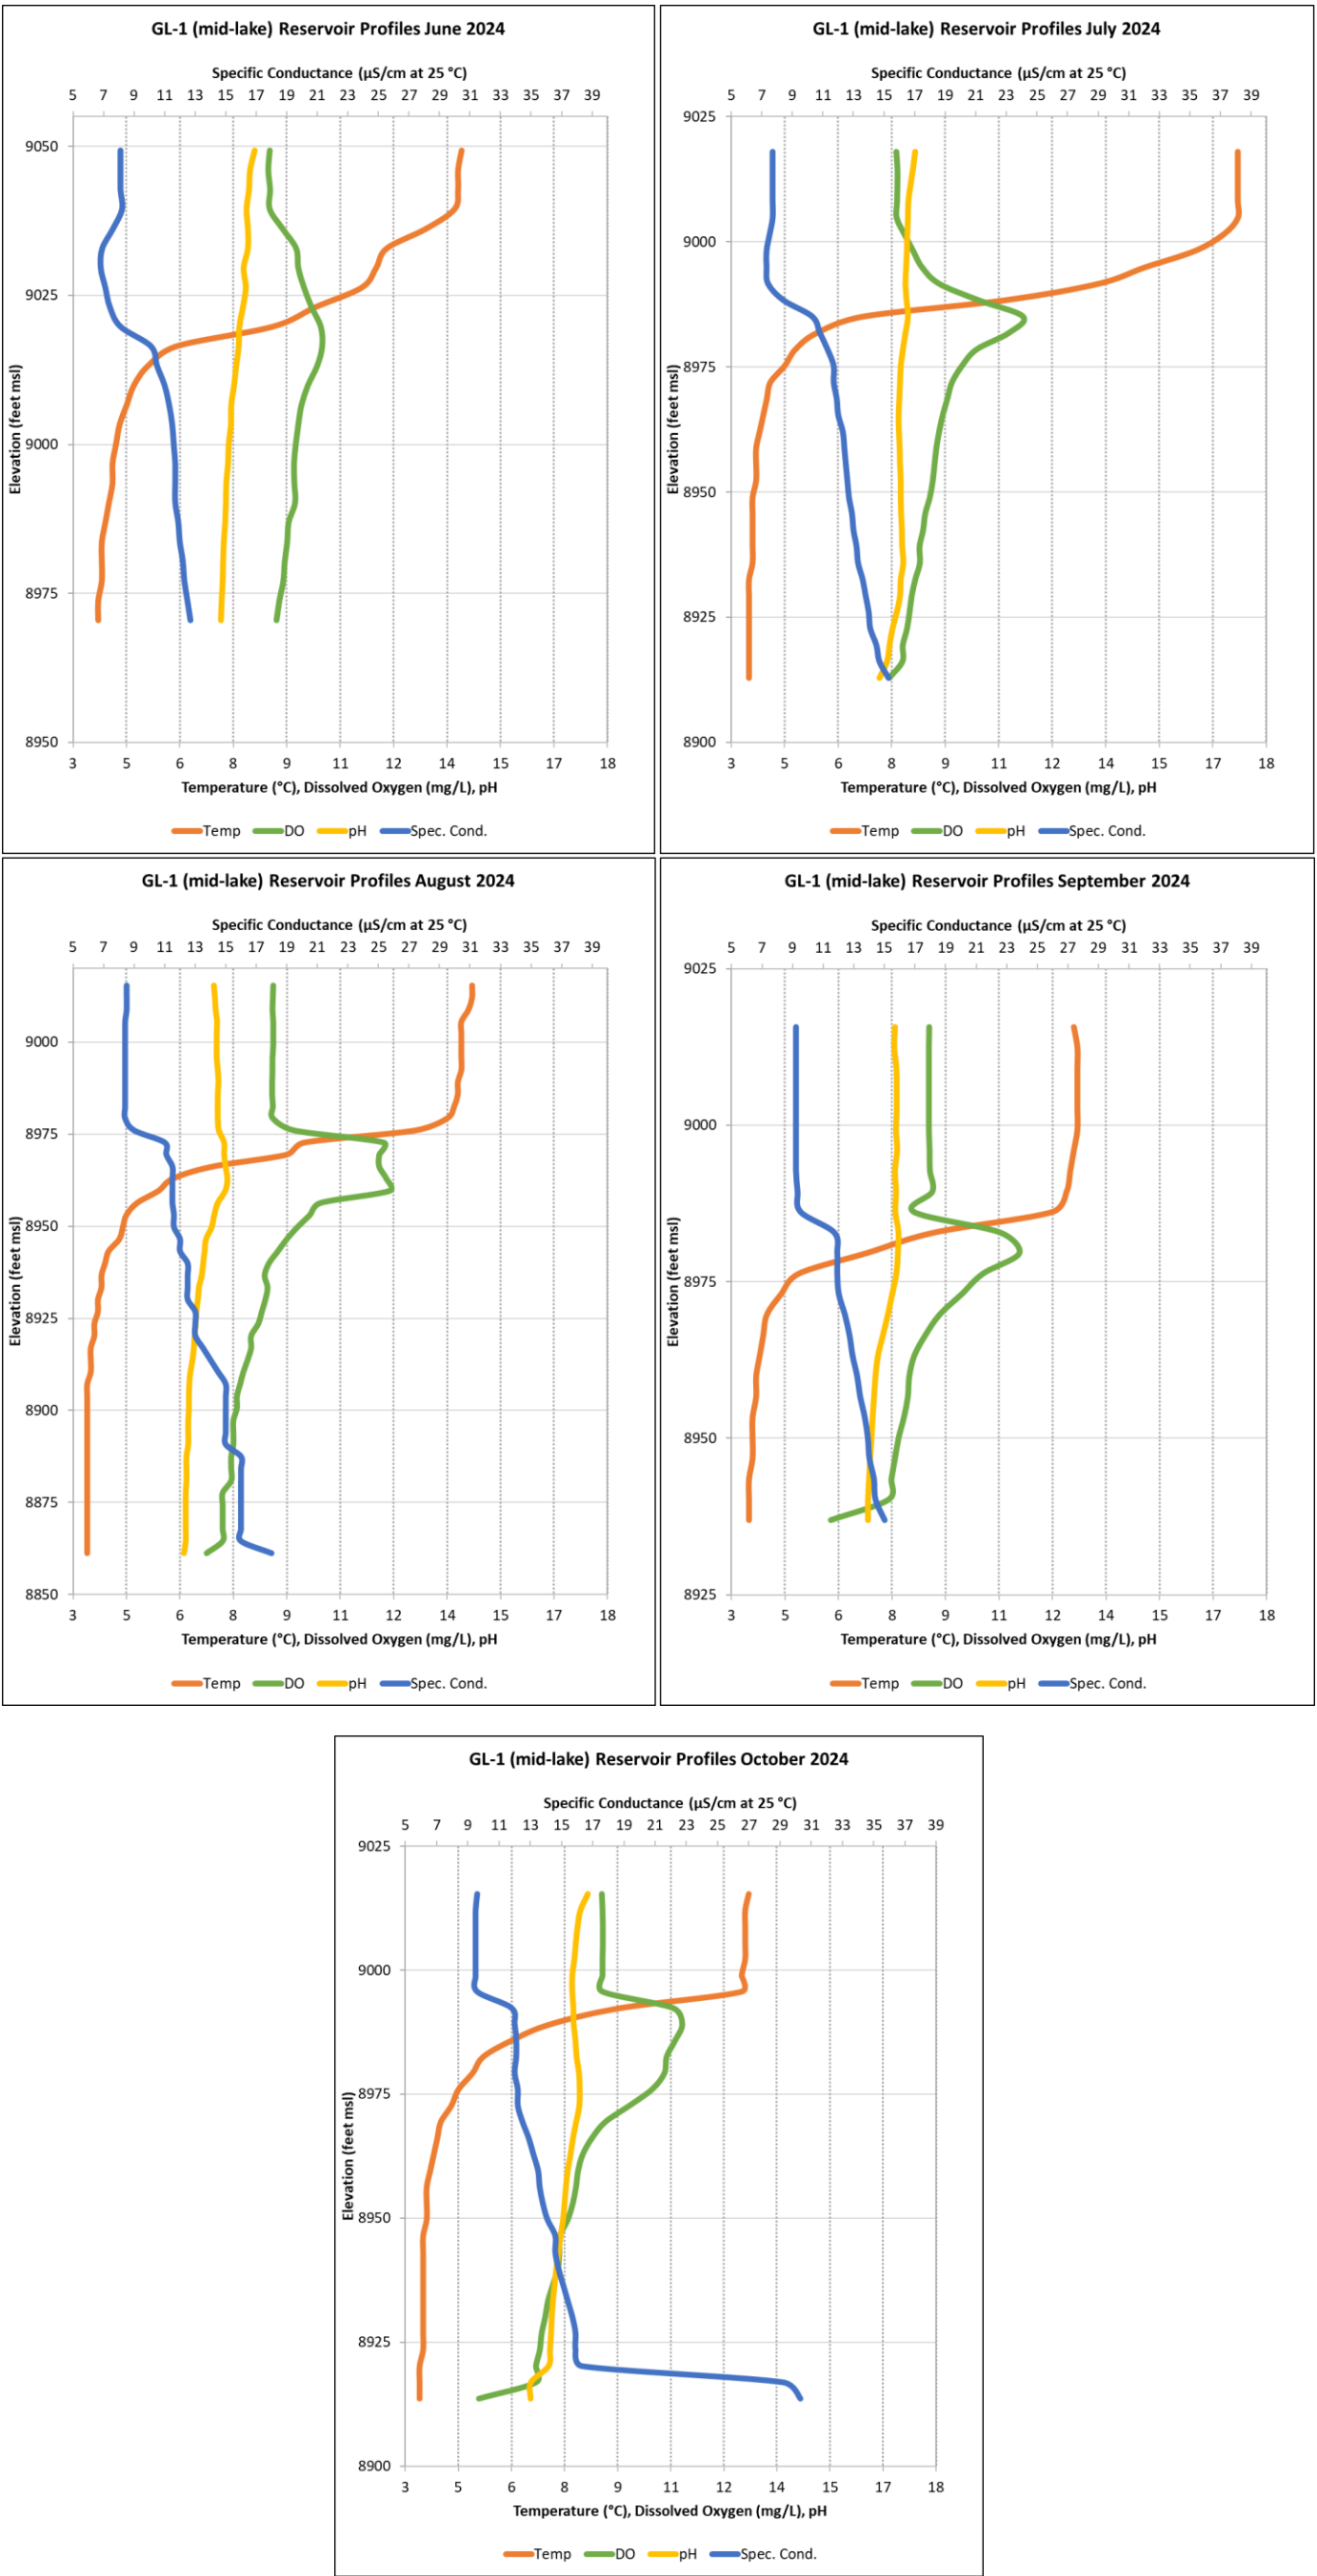 GL-1 (mid-lake) Reservoir Profiles June 2024
Specific Conductance (µS/cm at 25 °C)
5 7 9 11 13 15 17 19 21 23 25 27 29 31 33 35 37 39
9050
9025
9000
8975
8950
Elevation (feet msl)
3 5 6 8 9 11 12 14 15 17 18
Temperature (°C), Dissolved Oxygen (mg/L), pH
Temp DO pH Spec. Cond.
GL-1 (mid-lake) Reservoir Profiles July 2024
Specific Conductance (µS/cm at 25 °C)
5 7 9 11 13 15 17 19 21 23 25 27 29 31 33 35 37 39
9025
9000
8975
8950
8925
8900
Elevation (feet msl)
3 5 6 8 9 11 12 14 15 17 18
Temperature (°C), Dissolved Oxygen (mg/L), pH
Temp DO pH Spec. Cond.
GL-1 (mid-lake) Reservoir Profiles August 2024
Specific Conductance (µS/cm at 25 °C)
5 7 9 11 13 15 17 19 21 23 25 27 29 31 33 35 37 39
9000
8975
8950
8925
8900
8875
8850
Elevation (feet msl)
3 5 6 8 9 11 12 14 15 17 18
Temperature (°C), Dissolved Oxygen (mg/L), pH
Temp DO pH Spec. Cond.
GL-1 (mid-lake) Reservoir Profiles September 2024
Specific Conductance (µS/cm at 25 °C)
5 7 9 11 13 15 17 19 21 23 25 27 29 31 33 35 37 39
9025
9000
8975
8950
8925
Elevation (feet msl)
3 5 6 8 9 11 12 14 15 17 18
Temperature (°C), Dissolved Oxygen (mg/L), pH
Temp DO pH Spec. Cond.
GL-1 (mid-lake) Reservoir Profiles October 2024
Specific Conductance (µS/cm at 25 °C)
5 7 9 11 13 15 17 19 21 23 25 27 29 31 33 35 37 39
9025
9000
8975
8950
8925
8900
Elevation (feet msl)
3 5 6 8 9 11 12 14 15 17 18
Temperature (°C), Dissolved Oxygen (mg/L), pH
Temp DO pH Spec. Cond.